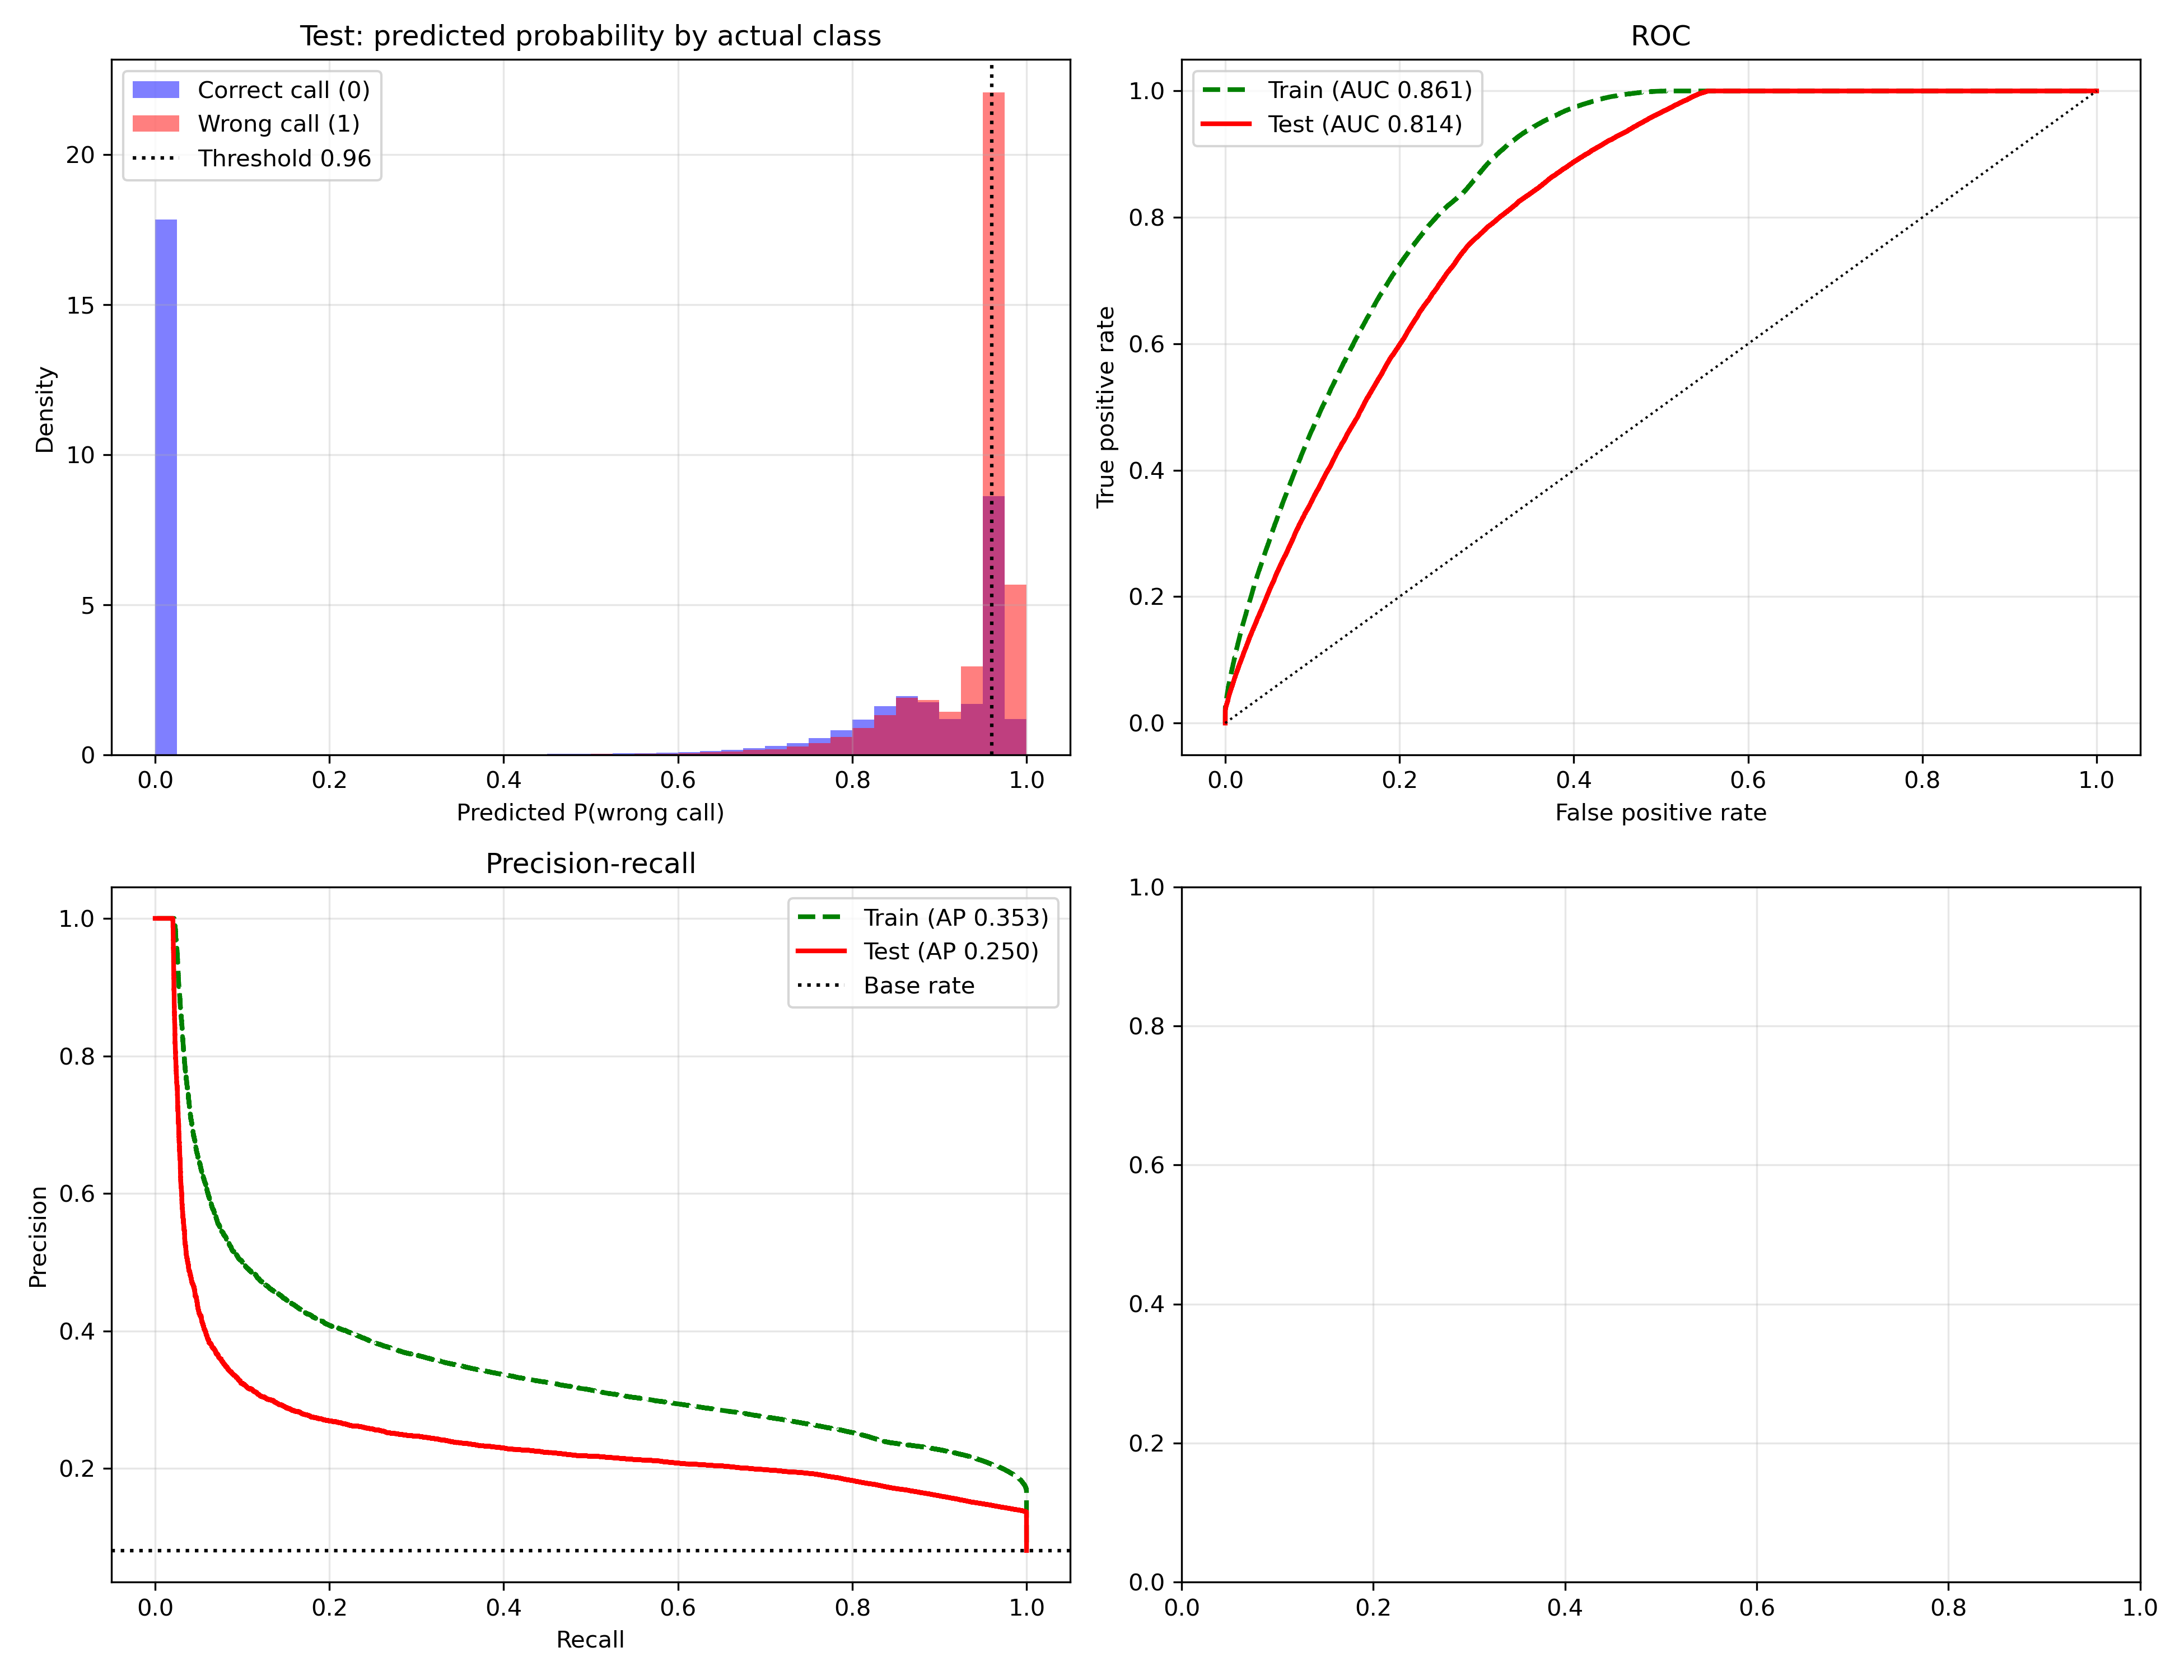 Test: predicted probability by actual class
Correct call (0)
Wrong call (1)
Threshold 0.96
Density
20
15
10
5
0
0.0 0.2 0.4 0.6 0.8 1.0
Predicted P(wrong call)
ROC
Train (AUC 0.861)
Test (AUC 0.814)
True positive rate
1.0
0.8
0.6
0.4
0.2
0.0
0.0 0.2 0.4 0.6 0.8 1.0
False positive rate
Precision-recall
Train (AP 0.353)
Test (AP 0.250)
Base rate
Precision
1.0
0.8
0.6
0.4
0.2
0.0 0.2 0.4 0.6 0.8 1.0
Recall
1.0
0.8
0.6
0.4
0.2
0.0
0.0 0.2 0.4 0.6 0.8 1.0